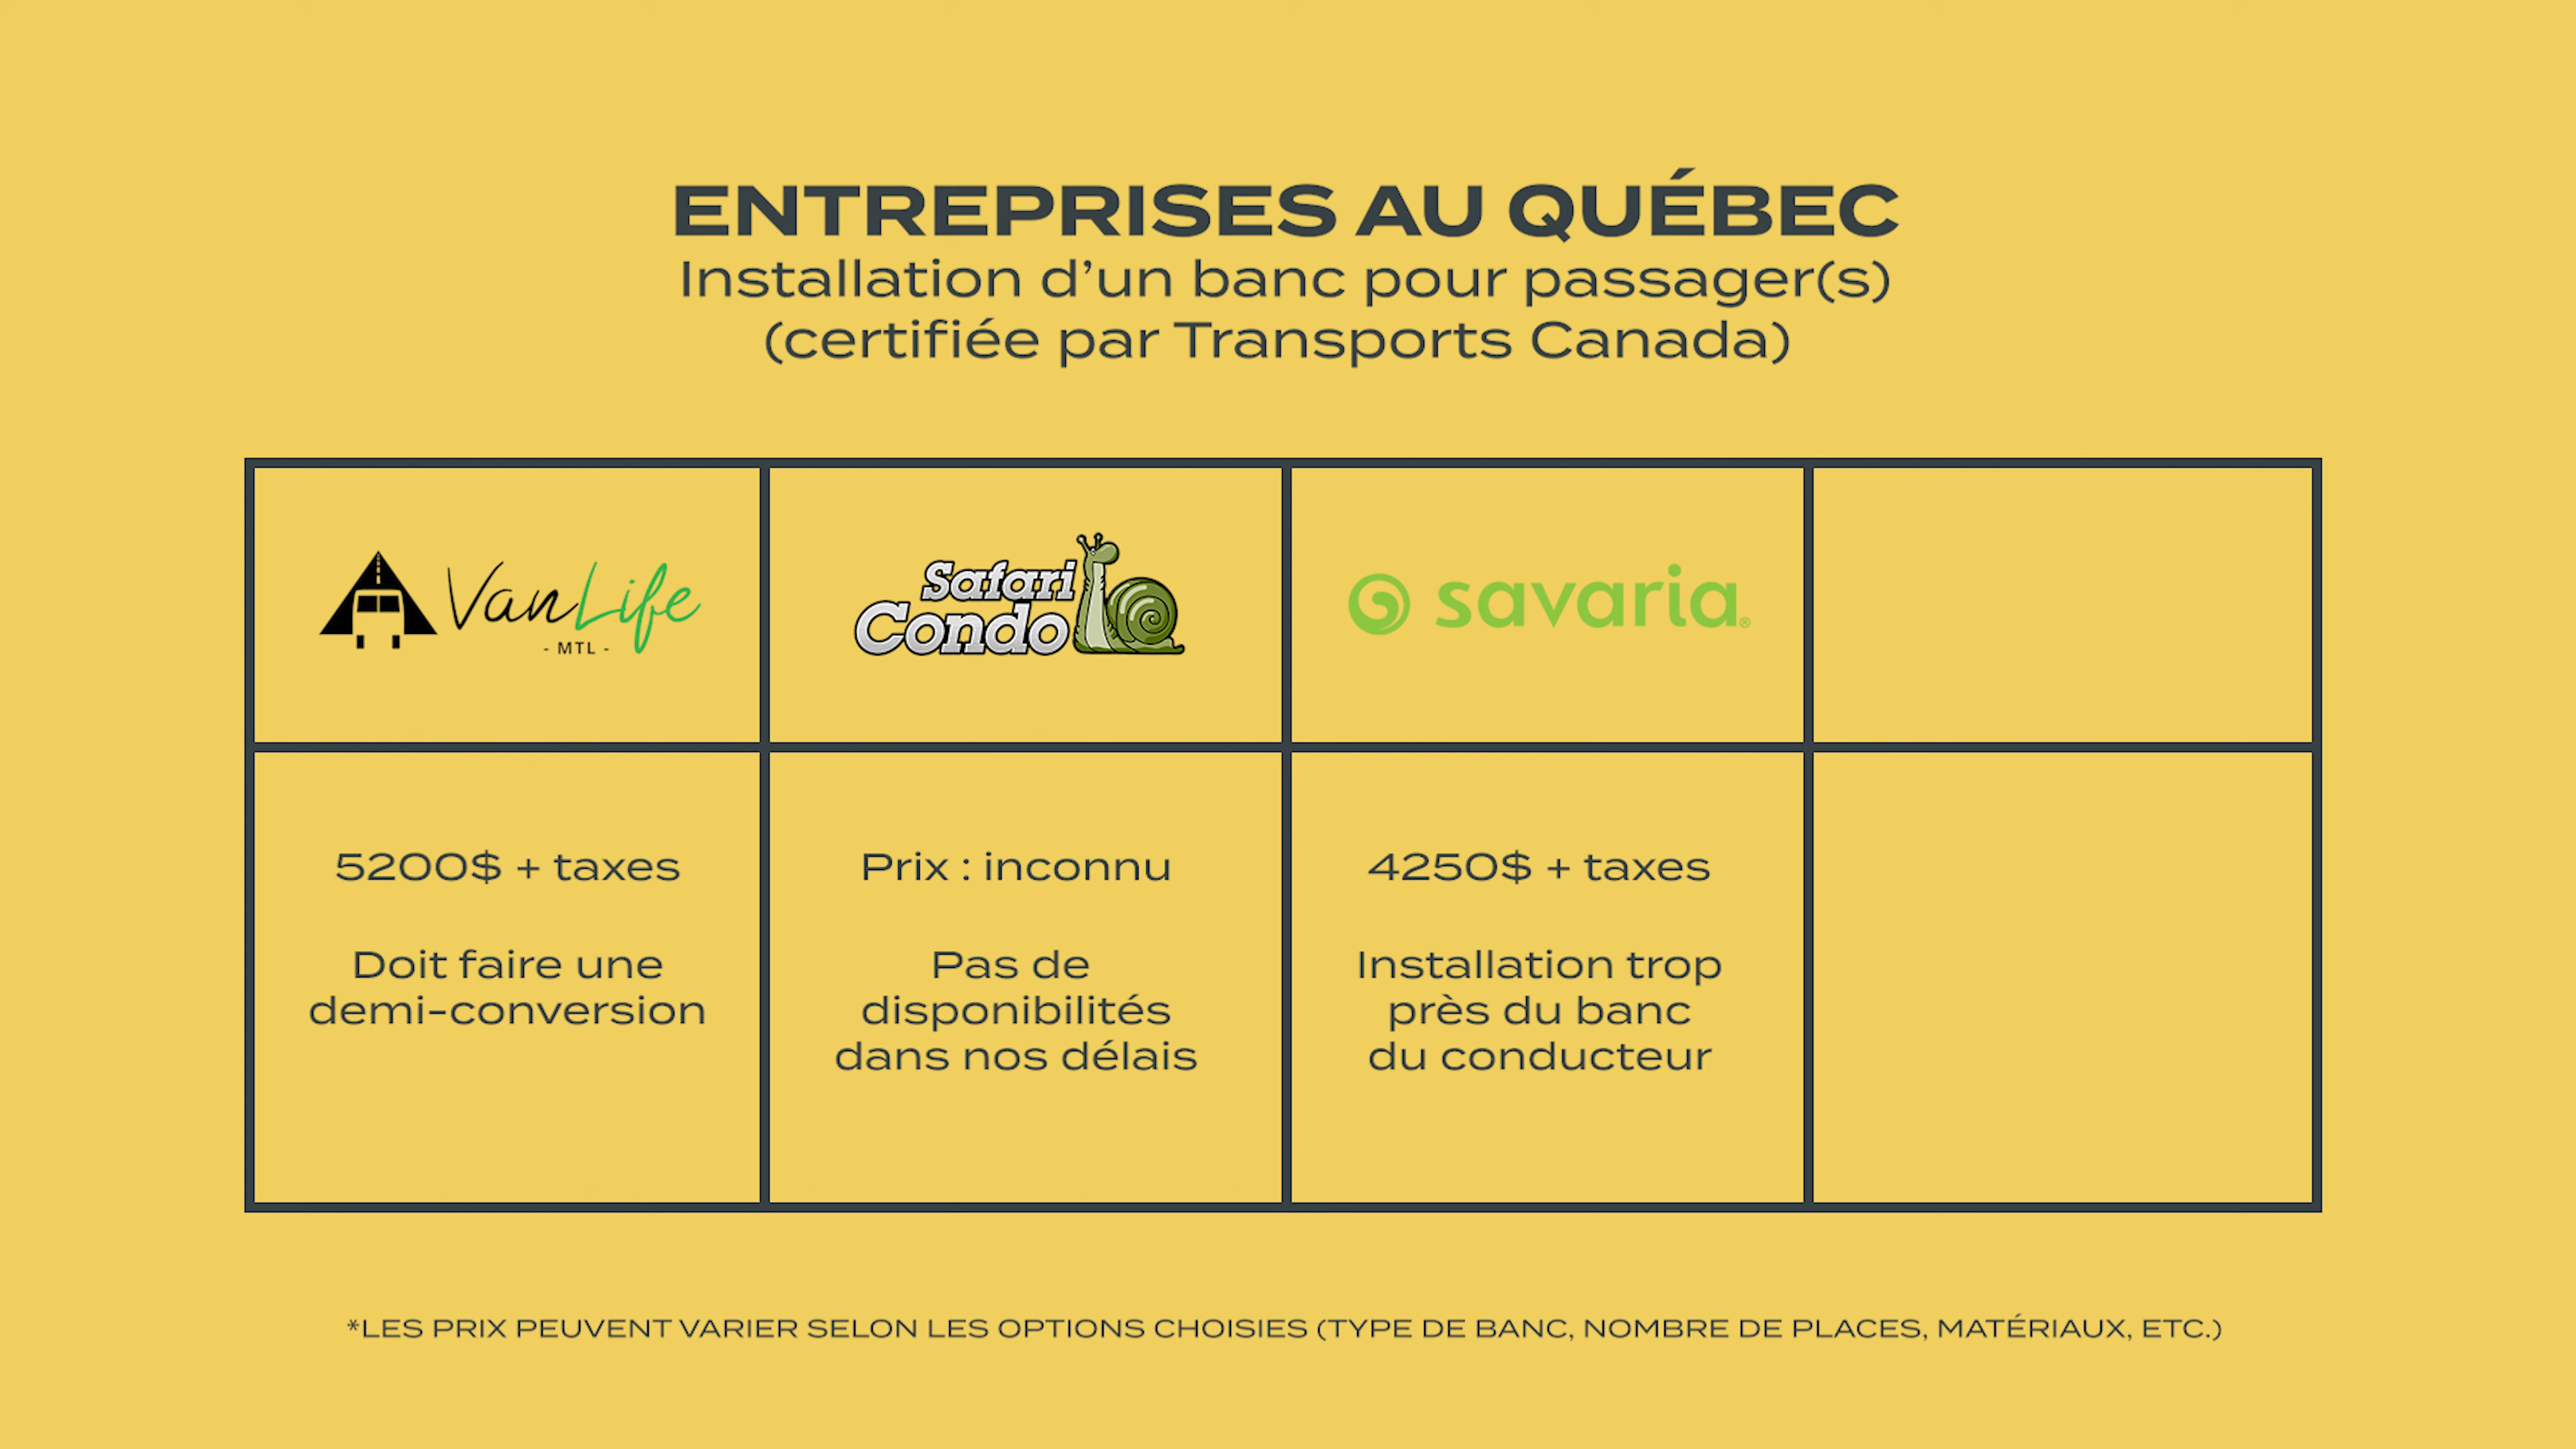 ENTREPRISES AU QUÉBEC
Installation d'un banc pour passager(s)
(certifiée par Transports Canada)
VanLife
- MTL -
Safari
Condo
savaria®
5200$ + taxes
Doit faire une
demi-conversion
Prix : inconnu
Pas de
disponibilités
dans nos délais
4250$ + taxes
Installation trop
près du banc
du conducteur
*LES PRIX PEUVENT VARIER SELON LES OPTIONS CHOISIES (TYPE DE BANC, NOMBRE DE PLACES, MATÉRIAUX, ETC.)